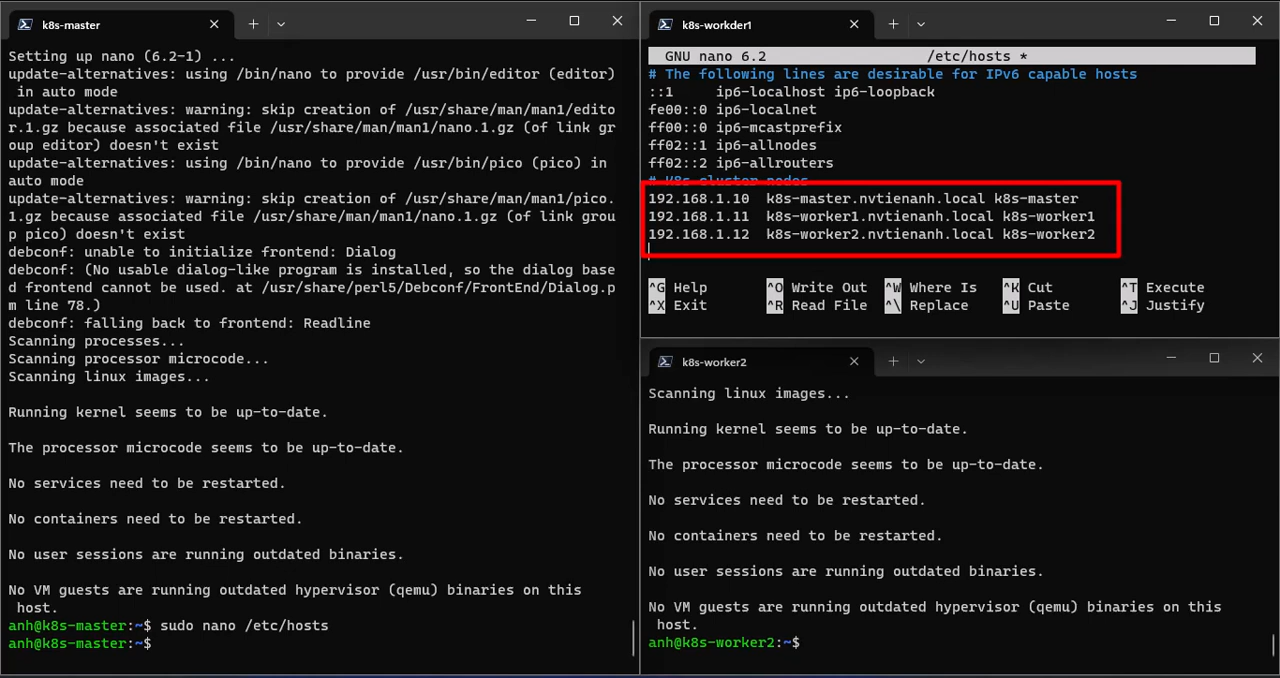 k8s-master
Setting up nano (6.2-1) ...
update-alternatives: using /bin/nano to provide /usr/bin/editor (editor)
 in auto mode
update-alternatives: warning: skip creation of /usr/share/man/man1/edito
r.1.gz because associated file /usr/share/man/man1/nano.1.gz (of link gr
oup editor) doesn't exist
update-alternatives: using /bin/nano to provide /usr/bin/pico (pico) in
auto mode
update-alternatives: warning: skip creation of /usr/share/man/man1/pico.
1.gz because associated file /usr/share/man/man1/nano.1.gz (of link grou
p pico) doesn't exist
debconf: unable to initialize frontend: Dialog
debconf: (No usable dialog-like program is installed, so the dialog base
d frontend cannot be used. at /usr/share/perl5/Debconf/FrontEnd/Dialog.p
m line 78.)
debconf: falling back to frontend: Readline
Scanning processes...
Scanning processor microcode...
Scanning linux images...
Running kernel seems to be up-to-date.
The processor microcode seems to be up-to-date.
No services need to be restarted.
No containers need to be restarted.
No user sessions are running outdated binaries.
No VM guests are running outdated hypervisor (qemu) binaries on this
 host.
anh@k8s-master:~$ sudo nano /etc/hosts
anh@k8s-master:~$
k8s-workder1
GNU nano 6.2 /etc/hosts *
# The following lines are desirable for IPv6 capable hosts
::1 ip6-localhost ip6-loopback
fe00::0 ip6-localnet
ff00::0 ip6-mcastprefix
ff02::1 ip6-allnodes
ff02::2 ip6-allrouters
# K8s cluster nodes
192.168.1.10 k8s-master.nvtienanh.local k8s-master
192.168.1.11 k8s-worker1.nvtienanh.local k8s-worker1
192.168.1.12 k8s-worker2.nvtienanh.local k8s-worker2
^G Help ^O Write Out ^W Where Is ^K Cut ^T Execute
^X Exit ^R Read File ^\ Replace ^U Paste ^J Justify
k8s-worker2
Scanning linux images...
Running kernel seems to be up-to-date.
The processor microcode seems to be up-to-date.
No services need to be restarted.
No containers need to be restarted.
No user sessions are running outdated binaries.
No VM guests are running outdated hypervisor (qemu) binaries on this
 host.
anh@k8s-worker2:~$